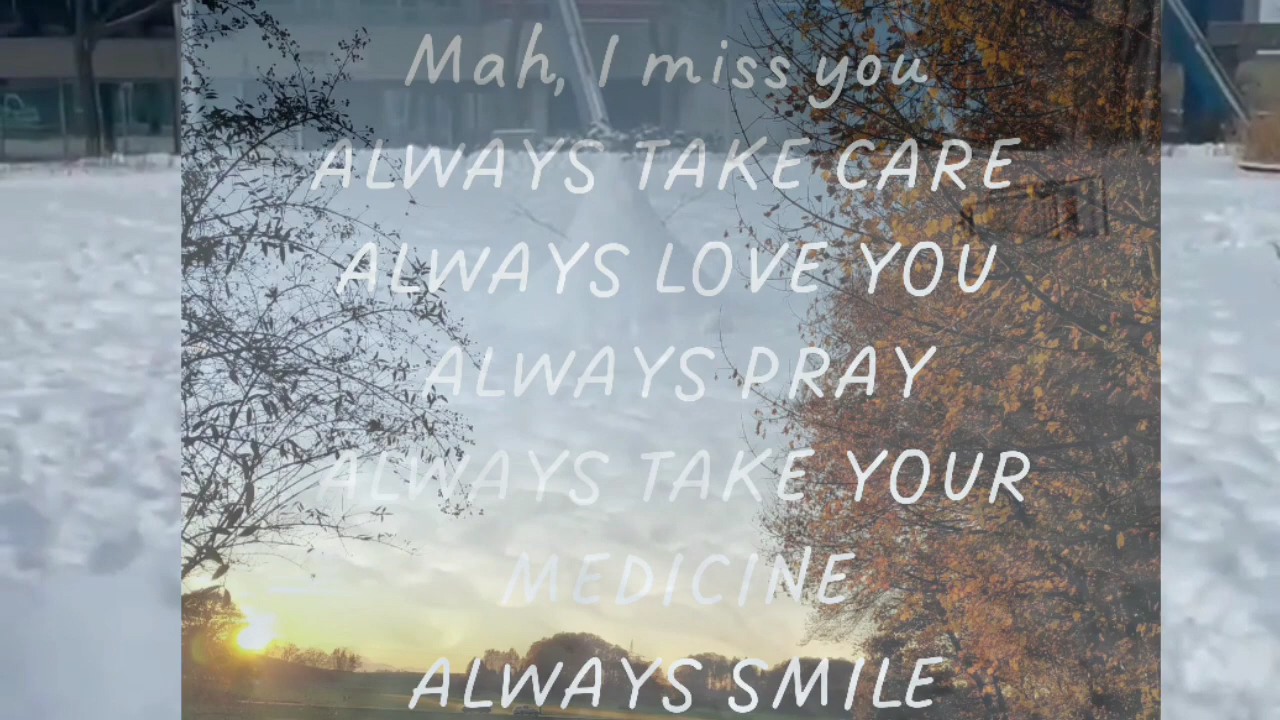 Mah, I miss you
ALWAYS TAKE CARE
ALWAYS LOVE YOU
ALWAYS PRAY
ALWAYS TAKE YOUR
MEDICINE
ALWAYS SMILE